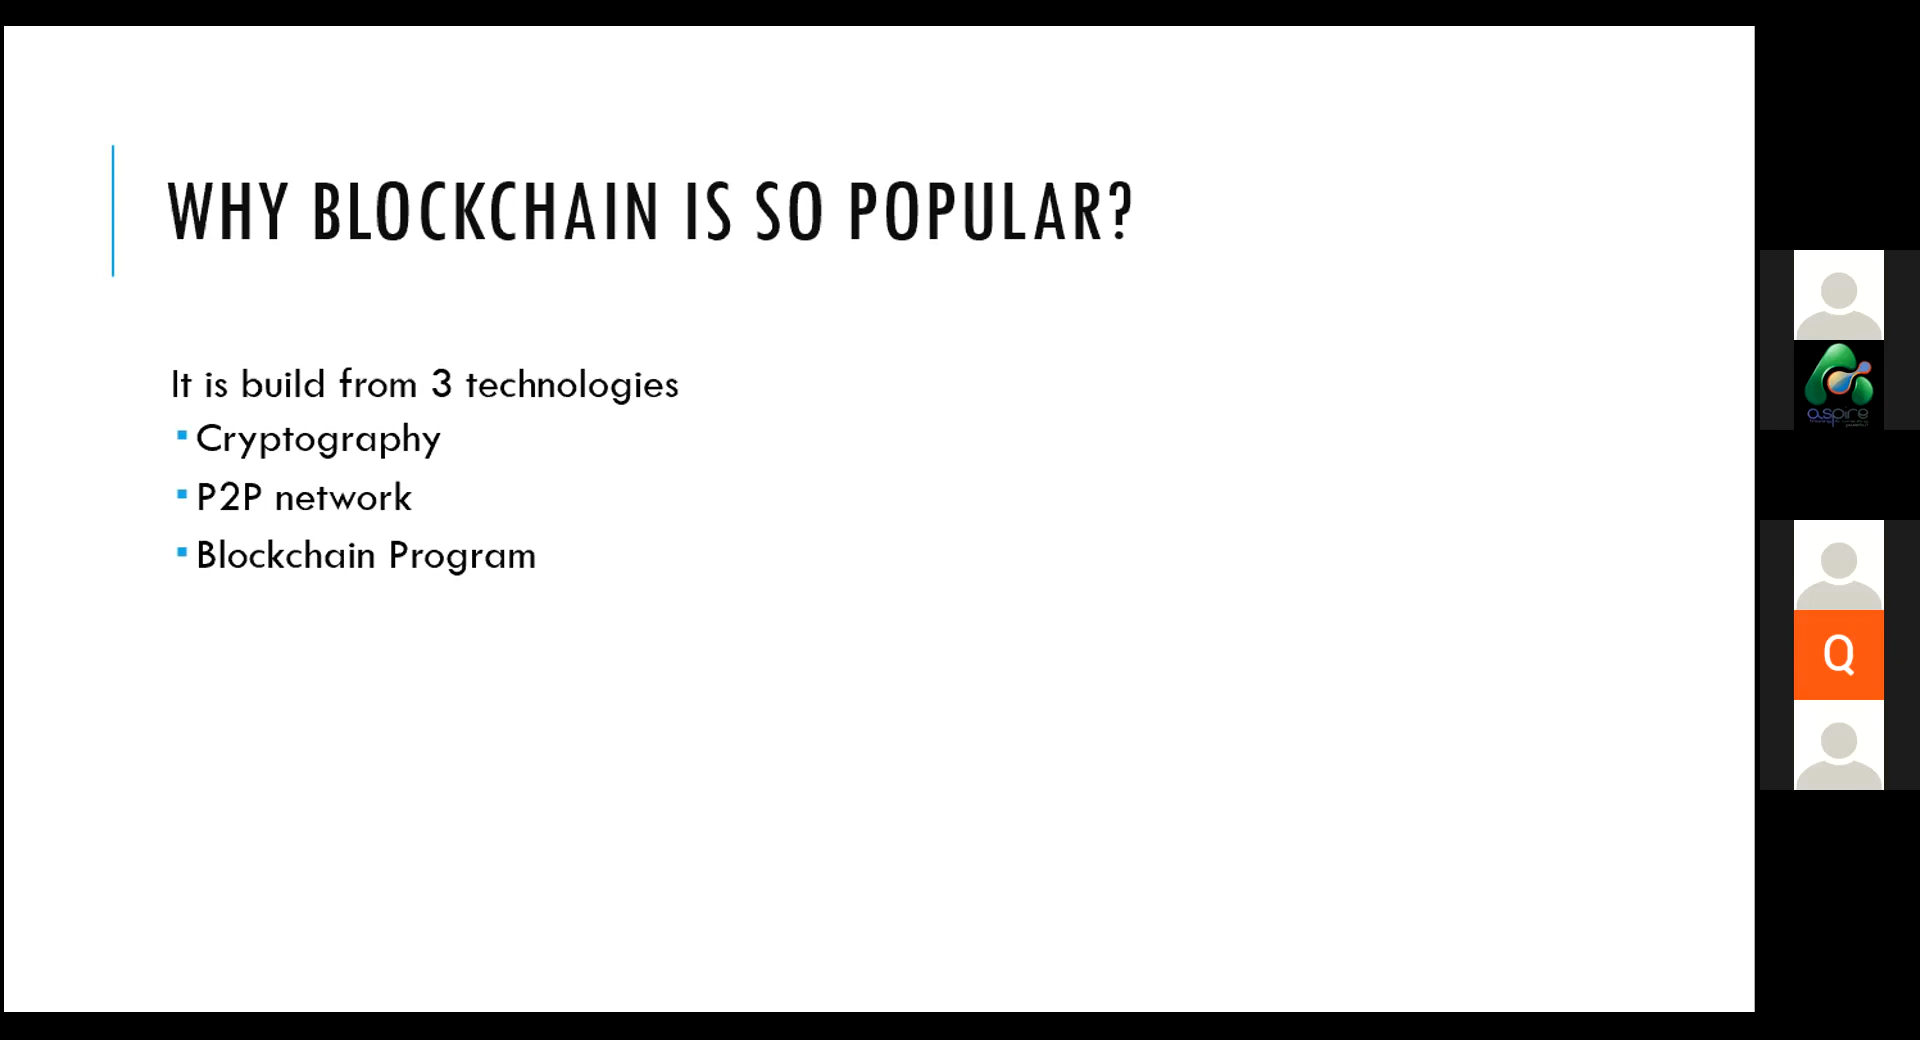 WHY BLOCKCHAIN IS SO POPULAR?
It is build from 3 technologies
Cryptography
P2P network
Blockchain Program
aspire
Q